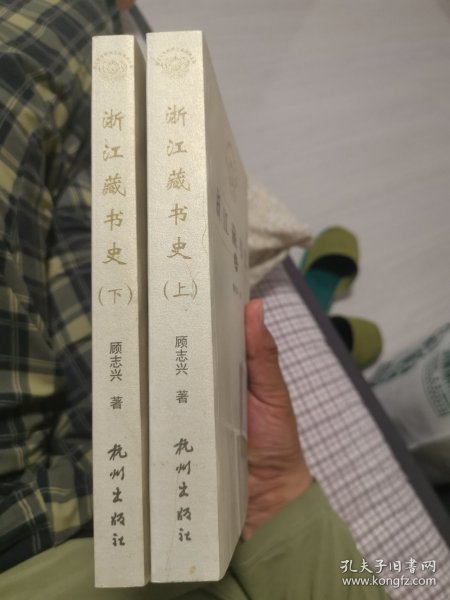 浙江藏书史
(下)
顾志兴 著
杭州出版社
浙江藏书史
(上)
顾志兴 著
杭州出版社
孔夫子旧书网
www.kongfz.com